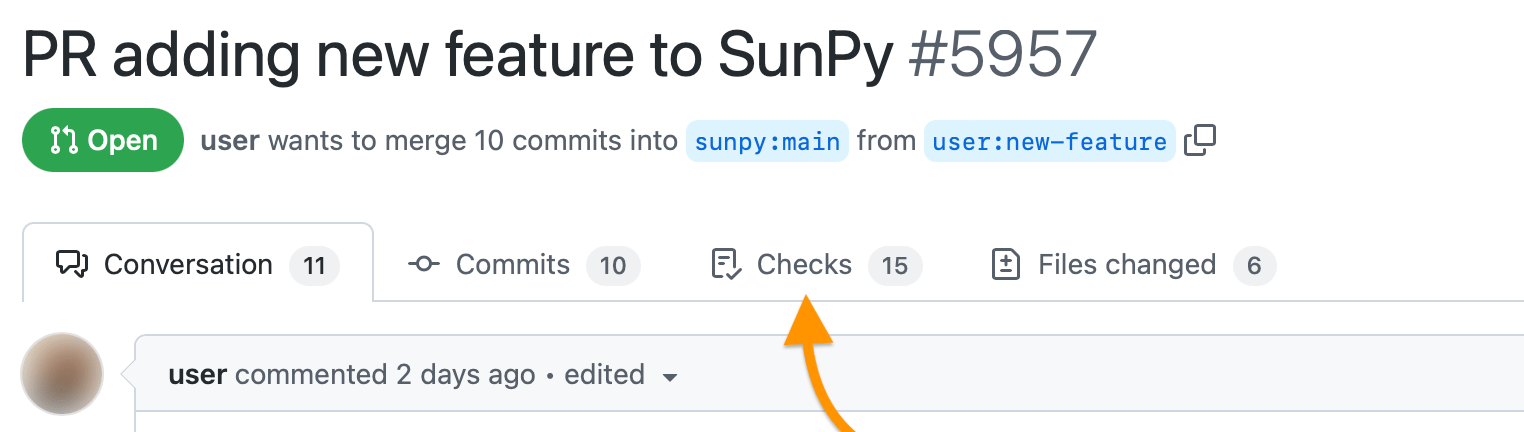 PR adding new feature to SunPy #5957
Open user wants to merge 10 commits into sunpy:main from user:new-feature
Conversation 11 Commits 10 Checks 15 Files changed 6
user commented 2 days ago • edited